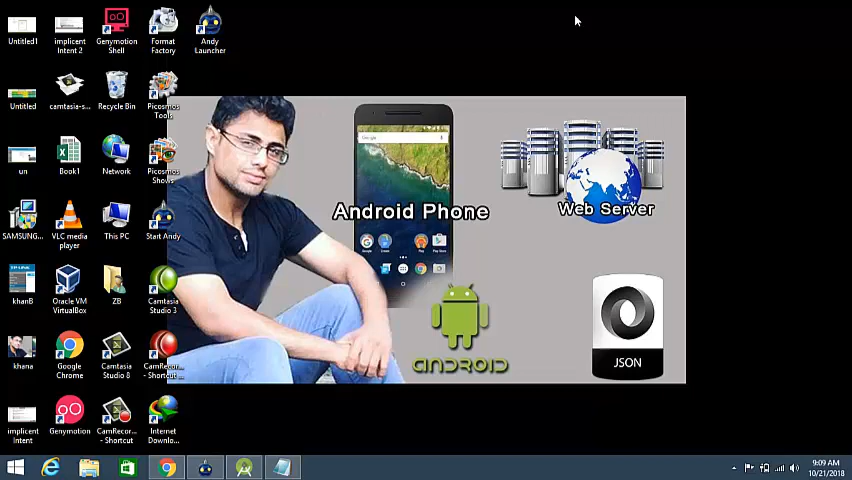 Untitled1
implicent
Intent 2
Genymotion
Shell
Format
Factory
Andy
Launcher
Untitled
camtasia-s...
Recycle Bin
Picosmos
Tools
un
Book1
Network
Picosmos
Shows
SAMSUNG...
VLC media
player
This PC
Start Andy
khanB
Oracle VM
VirtualBox
ZB
Camtasia
Studio 3
khana
Google
Chrome
Camtasia
Studio 8
CamRecor...
- Shortcut ...
implicent
Intent
Genymotion
CamRecor...
- Shortcut
Internet
Downlo...
Android Phone
Web Server
ANDROID
JSON
9:09 AM
10/21/2018